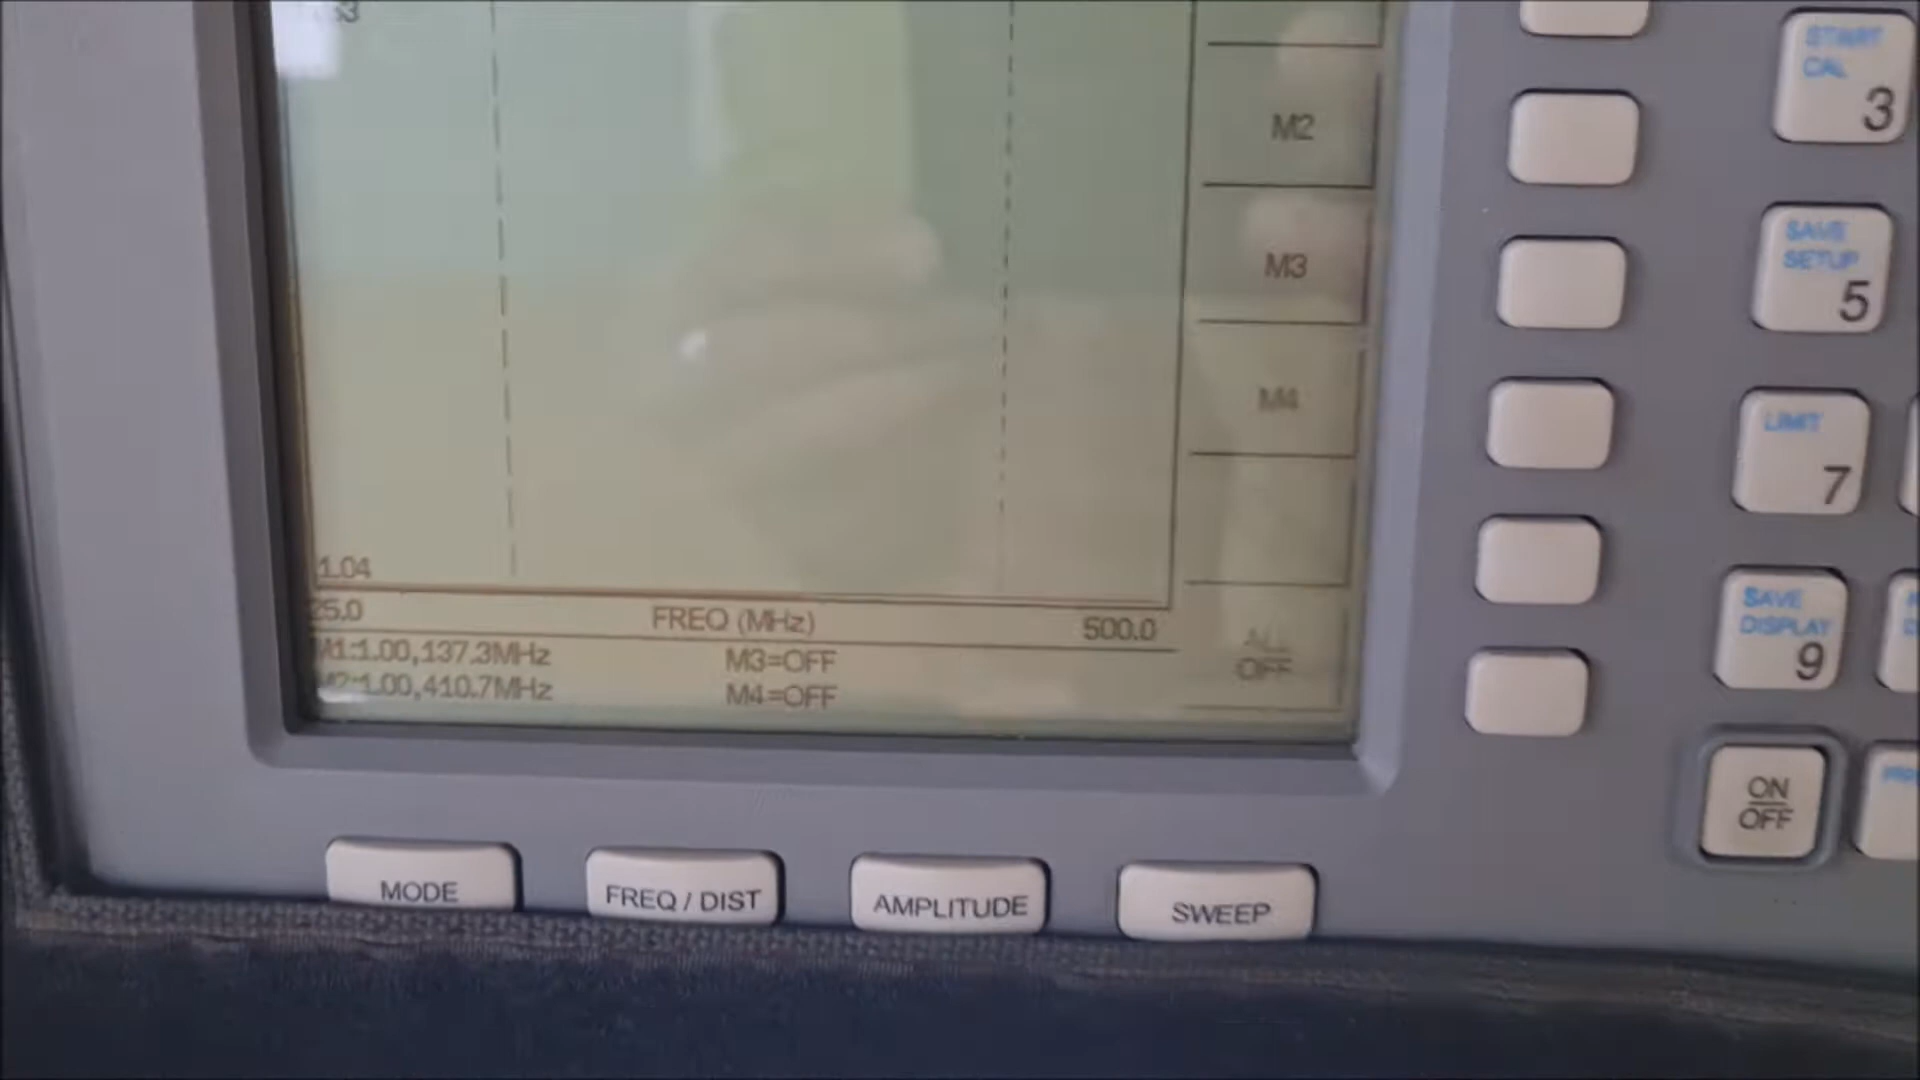 START
CAL
3
M2
SAVE
SETUP
5
M3
M4
LIMIT
7
1.04
25.0 FREQ (MHz) 500.0
M1:1.00,137.3MHz M3=OFF
M2:1.00,410.7MHz M4=OFF
ALL
OFF
SAVE
DISPLAY
9
ON
OFF
MODE
FREQ / DIST
AMPLITUDE
SWEEP